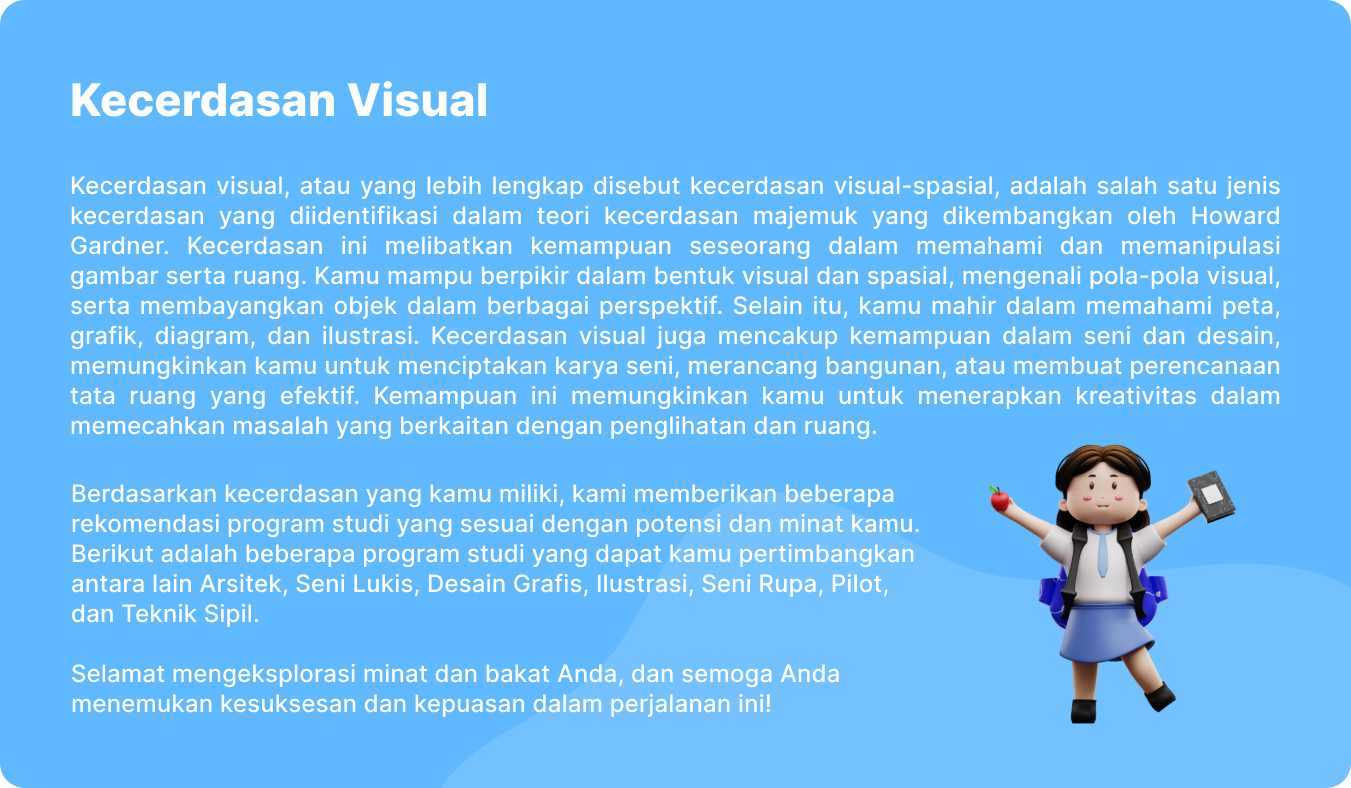 Kecerdasan Visual
Kecerdasan visual, atau yang lebih lengkap disebut kecerdasan visual-spasial, adalah salah satu jenis
kecerdasan yang diidentifikasi dalam teori kecerdasan majemuk yang dikembangkan oleh Howard
Gardner. Kecerdasan ini melibatkan kemampuan seseorang dalam memahami dan memanipulasi
gambar serta ruang. Kamu mampu berpikir dalam bentuk visual dan spasial, mengenali pola-pola visual,
serta membayangkan objek dalam berbagai perspektif. Selain itu, kamu mahir dalam memahami peta,
grafik, diagram, dan ilustrasi. Kecerdasan visual juga mencakup kemampuan dalam seni dan desain,
memungkinkan kamu untuk menciptakan karya seni, merancang bangunan, atau membuat perencanaan
tata ruang yang efektif. Kemampuan ini memungkinkan kamu untuk menerapkan kreativitas dalam
memecahkan masalah yang berkaitan dengan penglihatan dan ruang.
Berdasarkan kecerdasan yang kamu miliki, kami memberikan beberapa
rekomendasi program studi yang sesuai dengan potensi dan minat kamu.
Berikut adalah beberapa program studi yang dapat kamu pertimbangkan
antara lain Arsitek, Seni Lukis, Desain Grafis, Ilustrasi, Seni Rupa, Pilot,
dan Teknik Sipil.
Selamat mengeksplorasi minat dan bakat Anda, dan semoga Anda
menemukan kesuksesan dan kepuasan dalam perjalanan ini!